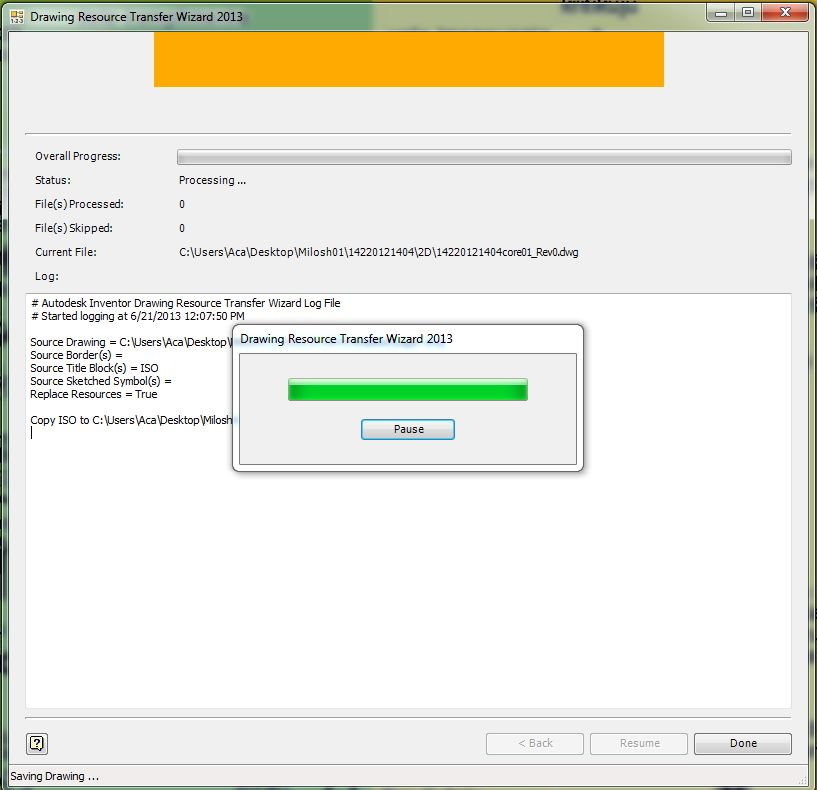 Drawing Resource Transfer Wizard 2013
Overall Progress:
Status: Processing ...
File(s) Processed: 0
File(s) Skipped: 0
Current File: C:\Users\Aca\Desktop\Milosh01\14220121404\2D\14220121404core01_Rev0.dwg
Log:
# Autodesk Inventor Drawing Resource Transfer Wizard Log File
# Started logging at 6/21/2013 12:07:50 PM
Source Drawing = C:\Users\Aca\Desktop\
Source Border(s) =
Source Title Block(s) = ISO
Source Sketched Symbol(s) =
Replace Resources = True
Copy ISO to C:\Users\Aca\Desktop\Milosh
Drawing Resource Transfer Wizard 2013
Pause
< Back
Resume
Done
Saving Drawing ...